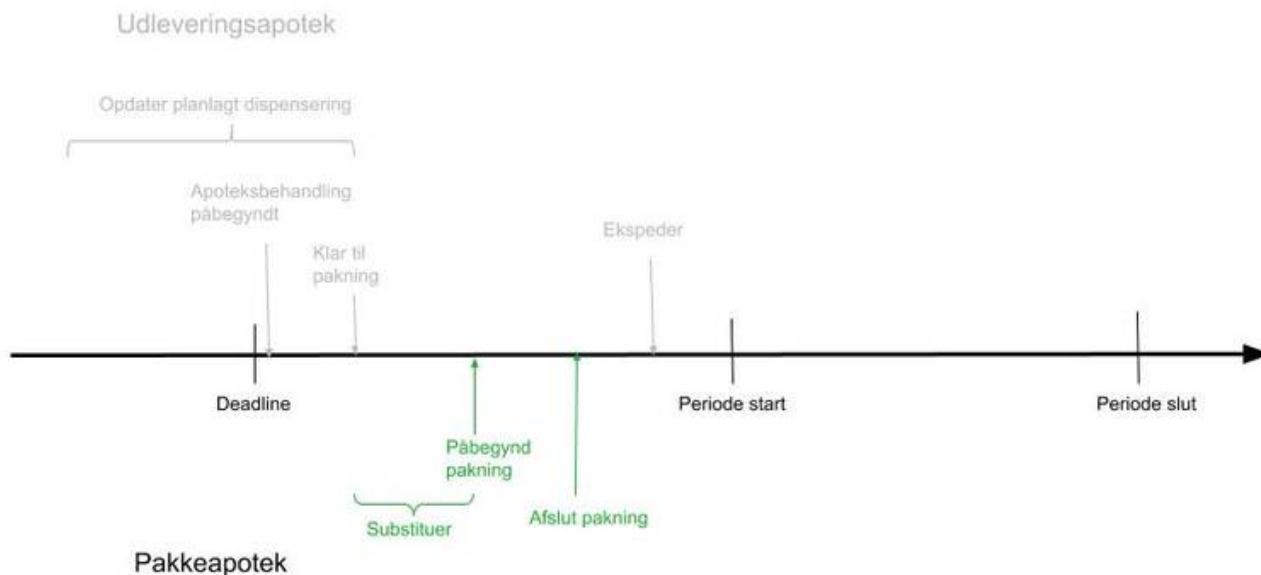 Udleveringsapotek
Opdater planlagt dispensering
Apoteksbehandling
påbegyndt
Klar til
pakning
Ekspeder
Deadline
Periode start
Periode slut
Påbegynd
pakning
Substituer
Afslut pakning
Pakkeapotek